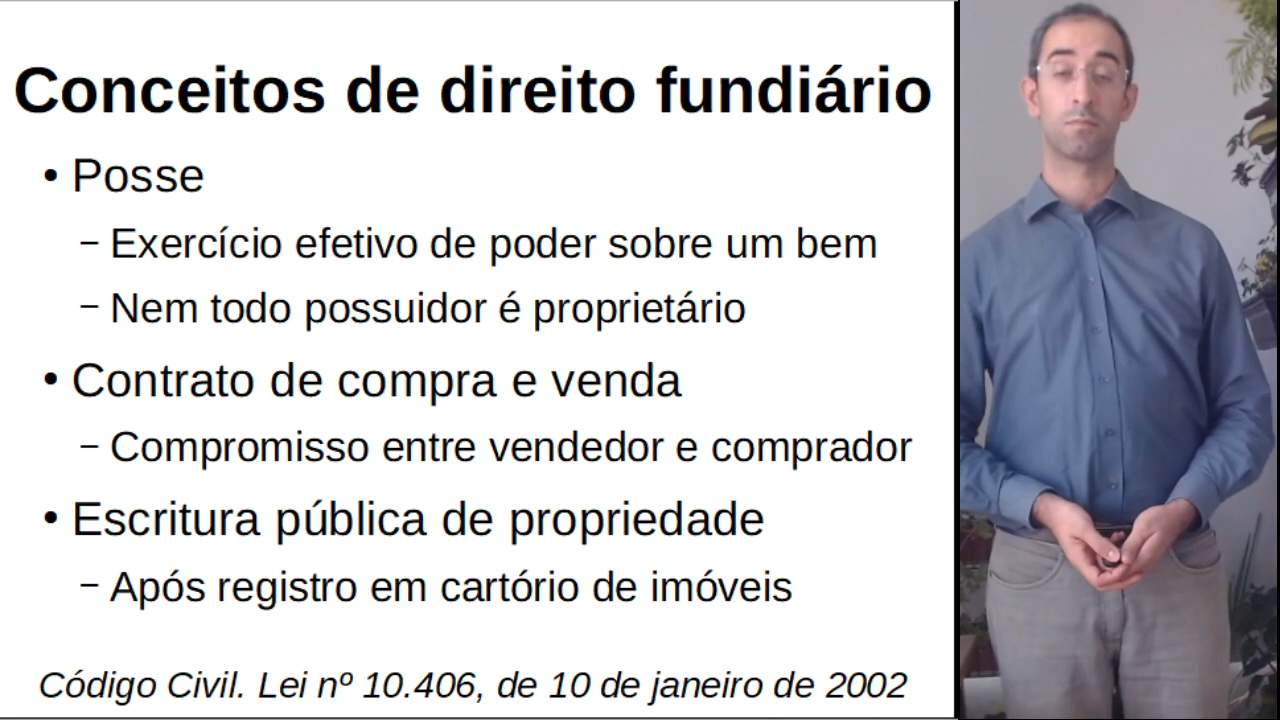 Conceitos de direito fundiário
• Posse
– Exercício efetivo de poder sobre um bem
– Nem todo possuidor é proprietário
• Contrato de compra e venda
– Compromisso entre vendedor e comprador
• Escritura pública de propriedade
– Após registro em cartório de imóveis
Código Civil. Lei nº 10.406, de 10 de janeiro de 2002